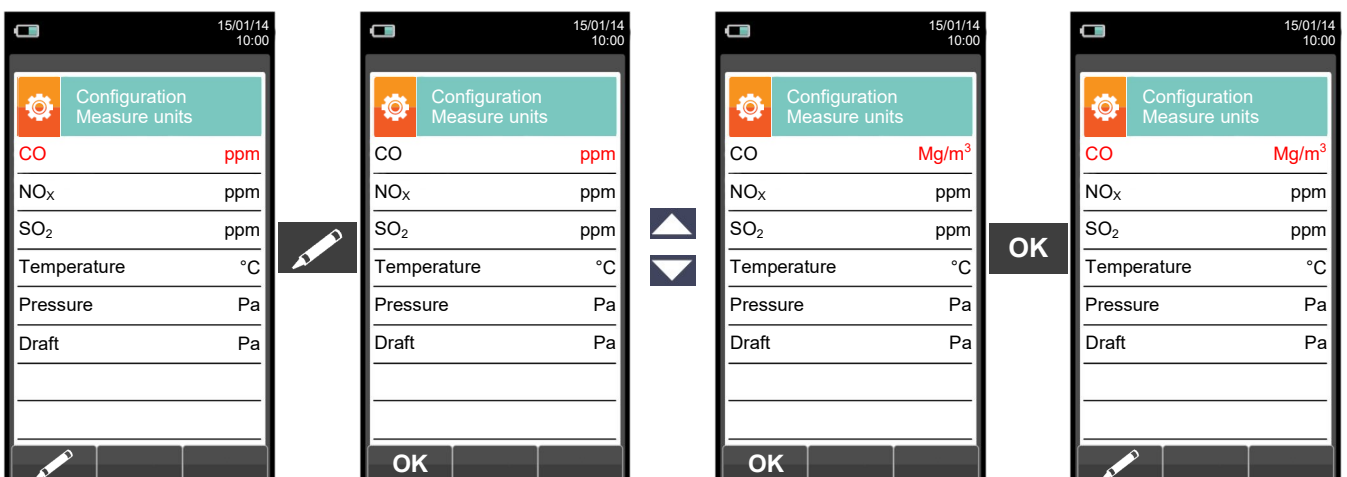 15/01/14
10:00
Configuration
Measure units
CO ppm
NOX ppm
SO2 ppm
Temperature °C
Pressure Pa
Draft Pa
15/01/14
10:00
Configuration
Measure units
CO ppm
NOX ppm
SO2 ppm
Temperature °C
Pressure Pa
Draft Pa
OK
15/01/14
10:00
Configuration
Measure units
CO Mg/m³
NOX ppm
SO2 ppm
Temperature °C
Pressure Pa
Draft Pa
OK
OK
15/01/14
10:00
Configuration
Measure units
CO Mg/m³
NOX ppm
SO2 ppm
Temperature °C
Pressure Pa
Draft Pa